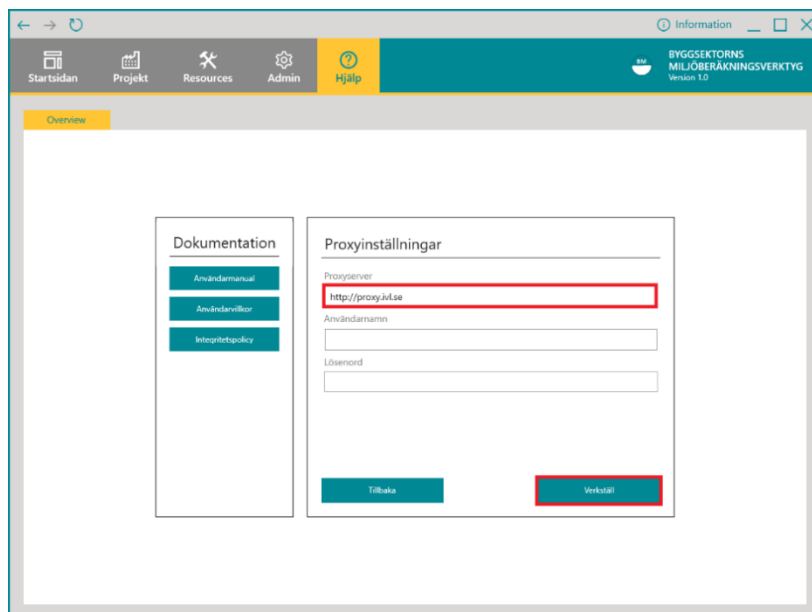 Information
Startsidan
Projekt
Resources
Admin
Hjälp
BM
BYGGSEKTORNS
MILJÖBERÄKNINGSVERKTYG
Version 1.0
Overview
Dokumentation
Användarmanual
Användarvillkor
Integritetspolicy
Proxyinställningar
Proxyserver
http://proxy.ivl.se
Användarnamn
Lösenord
Tillbaka
Verkställ